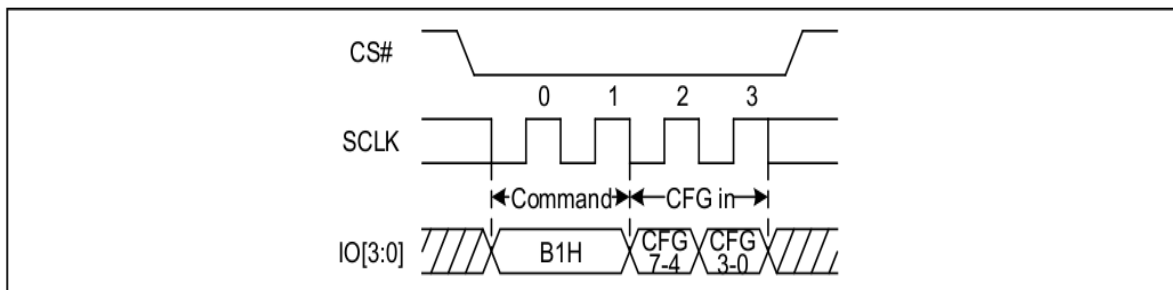 CS#
0 1 2 3
SCLK
Command CFG in
IO[3:0] B1H CFG 7-4 CFG 3-0